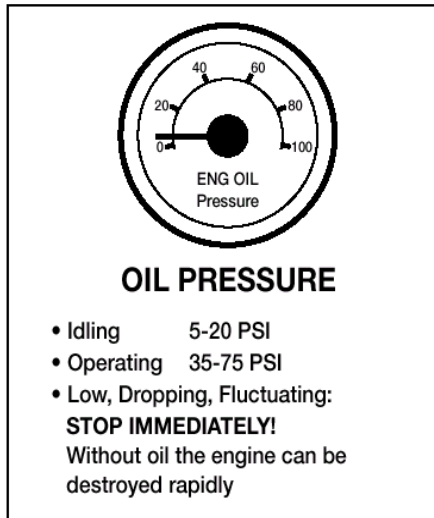 40 60
20 80
0 100
ENG OIL
Pressure
OIL PRESSURE
• Idling 5-20 PSI
• Operating 35-75 PSI
• Low, Dropping, Fluctuating:
STOP IMMEDIATELY!
Without oil the engine can be
destroyed rapidly